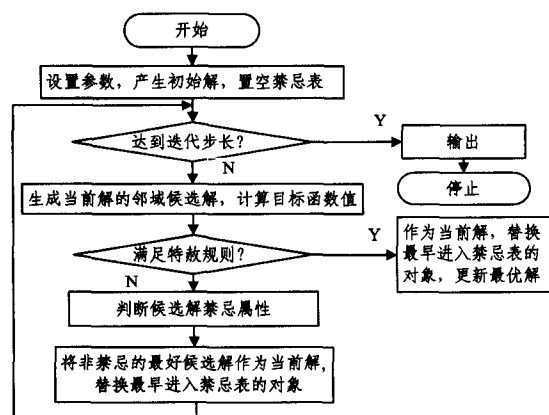 开始
设置参数，产生初始解，置空禁忌表
达到迭代步长？
Y
输出
N
停止
生成当前解的邻域候选解，计算目标函数值
满足特赦规则？
Y
作为当前解，替换
最早进入禁忌表的
对象，更新最优解
N
判断候选解禁忌属性
将非禁忌的最好候选解作为当前解，
替换最早进入禁忌表的对象